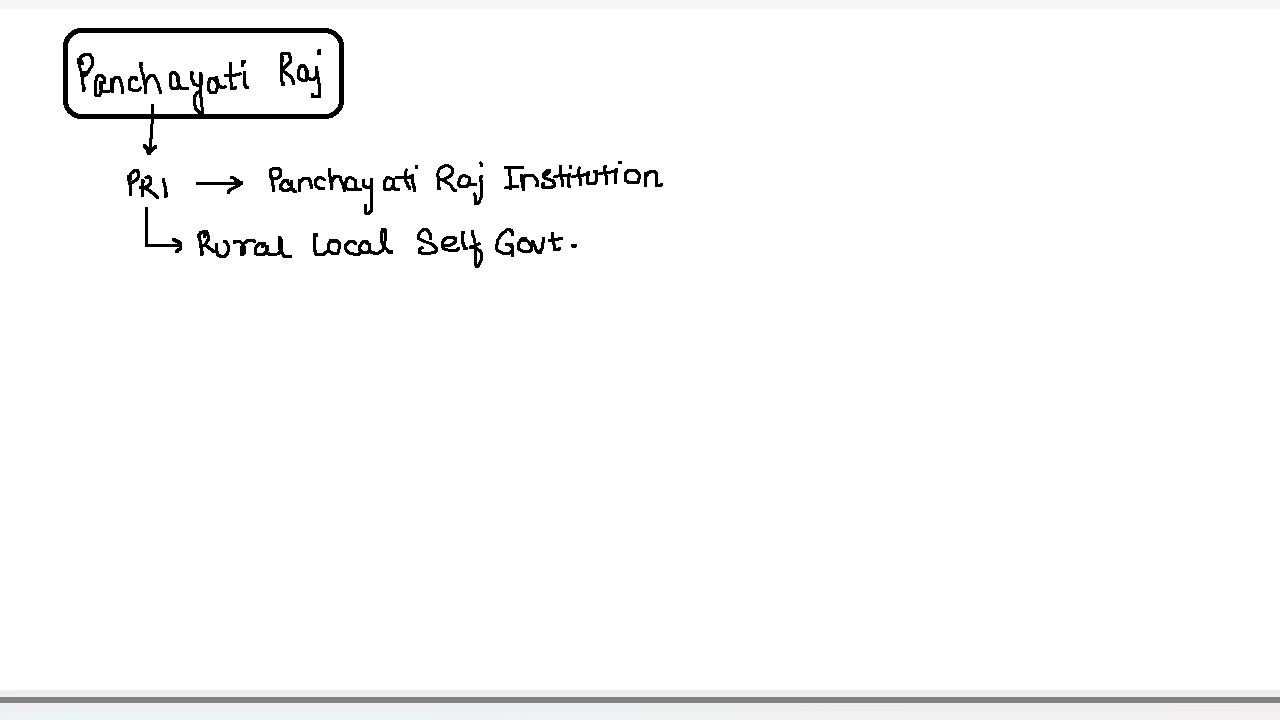 Panchayati Raj
PRI → Panchayati Raj Institution
Rural Local Self Govt.